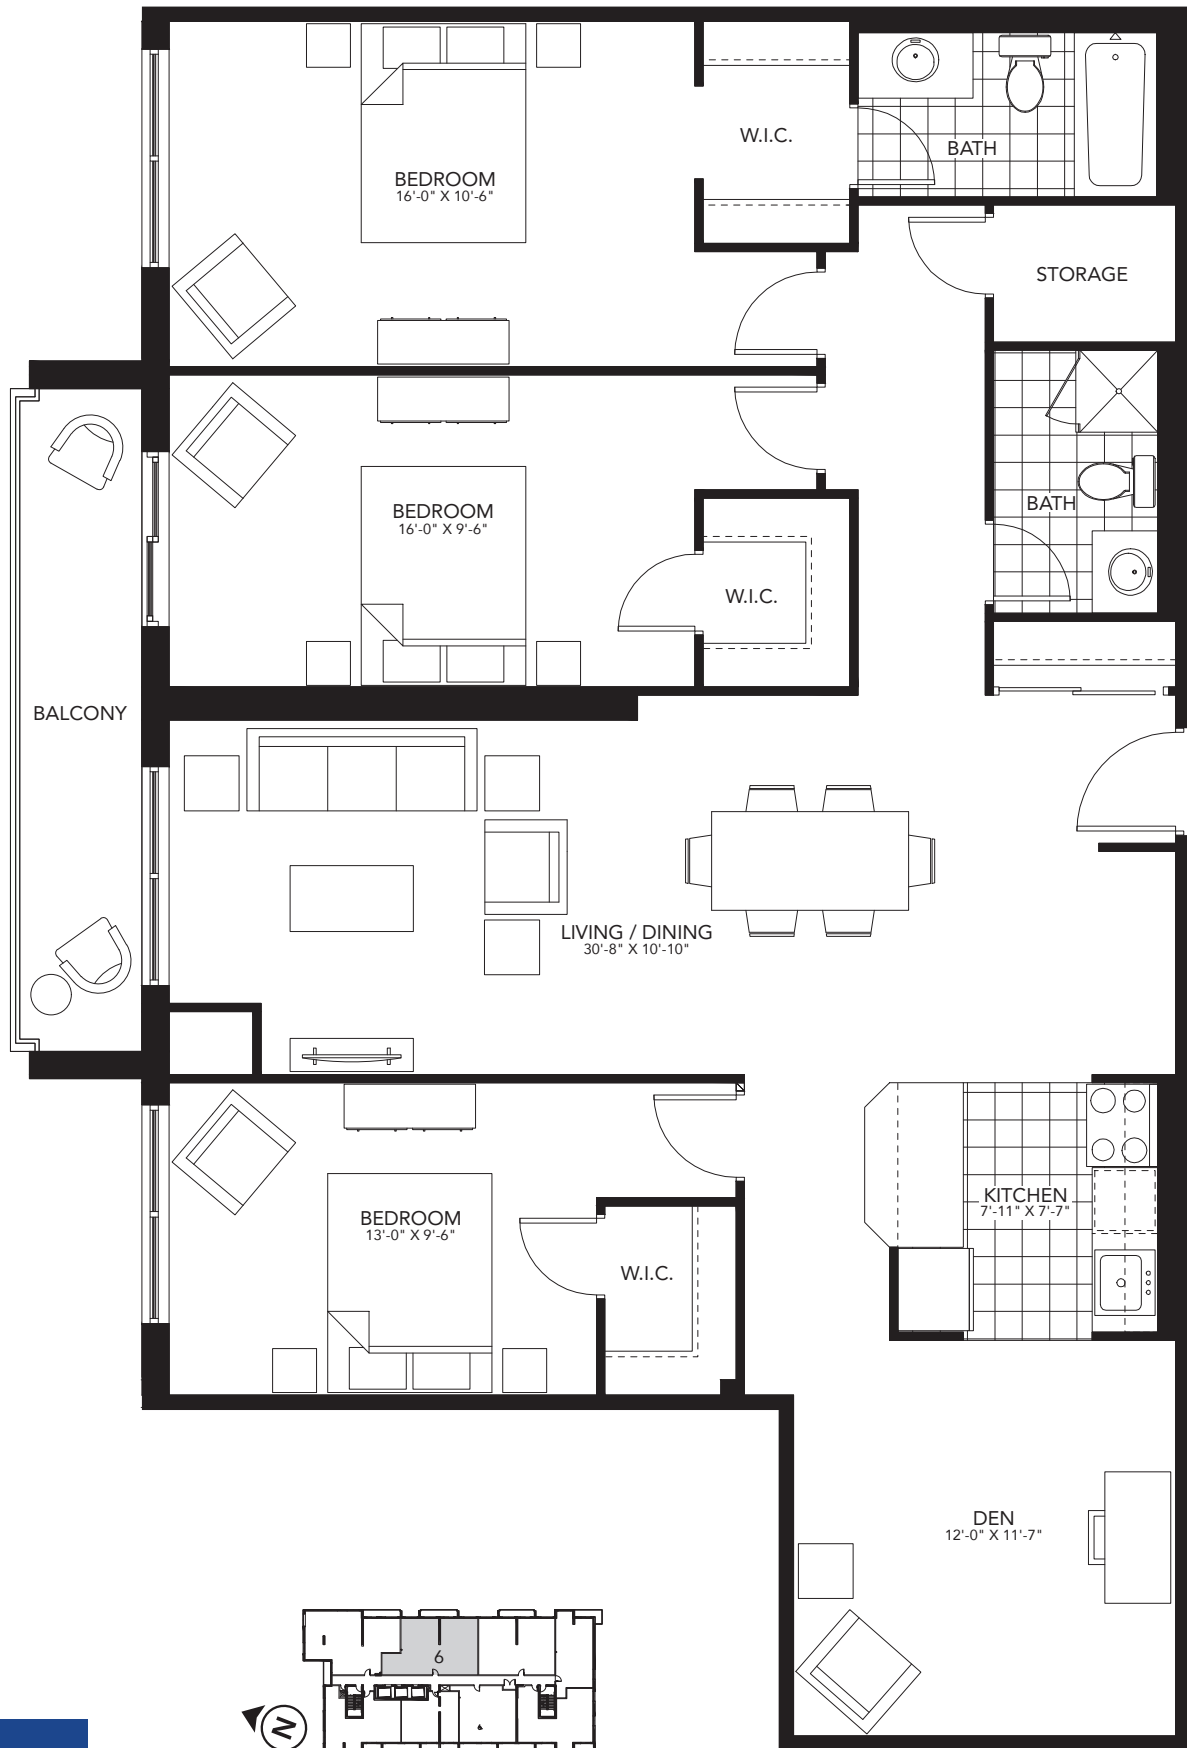 W.I.C.
BATH
BEDROOM
16'-0" X 10'-6"
STORAGE
BEDROOM
16'-0" X 9'-6"
BATH
W.I.C.
BALCONY
LIVING / DINING
30'-8" X 10'-10"
KITCHEN
7'-11" X 7'-7"
BEDROOM
13'-0" X 9'-6"
W.I.C.
DEN
12'-0" X 11'-7"
6
N